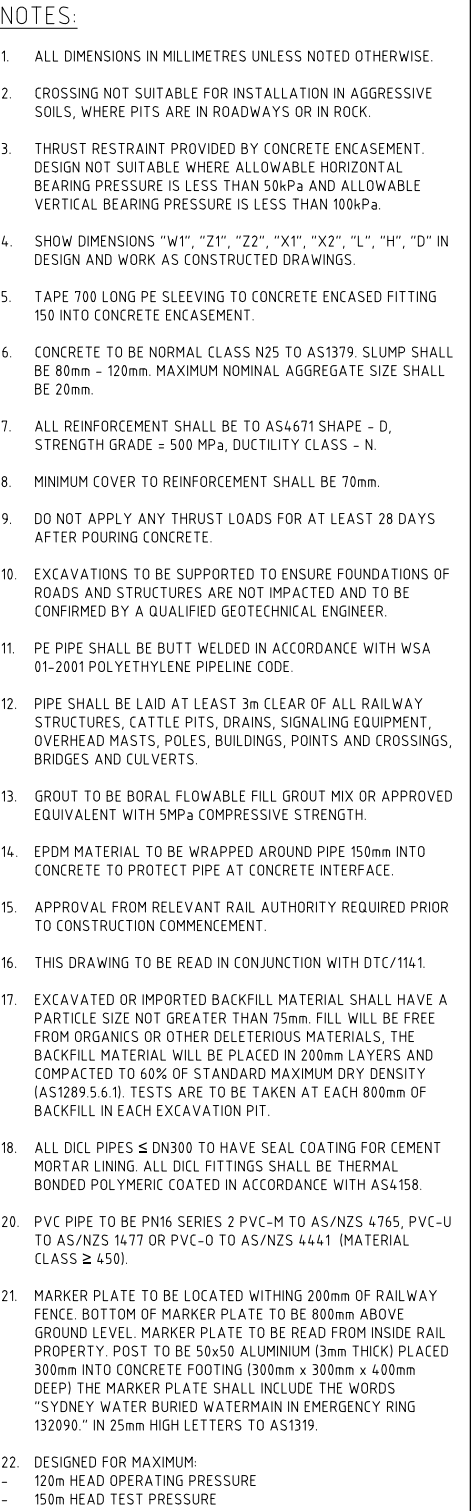 NOTES:
1. ALL DIMENSIONS IN MILLIMETRES UNLESS NOTED OTHERWISE.
2. CROSSING NOT SUITABLE FOR INSTALLATION IN AGGRESSIVE
SOILS, WHERE PITS ARE IN ROADWAYS OR IN ROCK.
3. THRUST RESTRAINT PROVIDED BY CONCRETE ENCASEMENT.
DESIGN NOT SUITABLE WHERE ALLOWABLE HORIZONTAL
BEARING PRESSURE IS LESS THAN 50kPa AND ALLOWABLE
VERTICAL BEARING PRESSURE IS LESS THAN 100kPa.
4. SHOW DIMENSIONS "W1", "Z1", "Z2", "X1", "X2", "L", "H", "D" IN
DESIGN AND WORK AS CONSTRUCTED DRAWINGS.
5. TAPE 700 LONG PE SLEEVING TO CONCRETE ENCASED FITTING
150 INTO CONCRETE ENCASEMENT.
6. CONCRETE TO BE NORMAL CLASS N25 TO AS1379. SLUMP SHALL
BE 80mm - 120mm. MAXIMUM NOMINAL AGGREGATE SIZE SHALL
BE 20mm.
7. ALL REINFORCEMENT SHALL BE TO AS4671 SHAPE - D,
STRENGTH GRADE = 500 MPa, DUCTILITY CLASS - N.
8. MINIMUM COVER TO REINFORCEMENT SHALL BE 70mm.
9. DO NOT APPLY ANY THRUST LOADS FOR AT LEAST 28 DAYS
AFTER POURING CONCRETE.
10. EXCAVATIONS TO BE SUPPORTED TO ENSURE FOUNDATIONS OF
ROADS AND STRUCTURES ARE NOT IMPACTED AND TO BE
CONFIRMED BY A QUALIFIED GEOTECHNICAL ENGINEER.
11. PE PIPE SHALL BE BUTT WELDED IN ACCORDANCE WITH WSA
01-2001 POLYETHYLENE PIPELINE CODE.
12. PIPE SHALL BE LAID AT LEAST 3m CLEAR OF ALL RAILWAY
STRUCTURES, CATTLE PITS, DRAINS, SIGNALING EQUIPMENT,
OVERHEAD MASTS, POLES, BUILDINGS, POINTS AND CROSSINGS,
BRIDGES AND CULVERTS.
13. GROUT TO BE BORAL FLOWABLE FILL GROUT MIX OR APPROVED
EQUIVALENT WITH 5MPa COMPRESSIVE STRENGTH.
14. EPDM MATERIAL TO BE WRAPPED AROUND PIPE 150mm INTO
CONCRETE TO PROTECT PIPE AT CONCRETE INTERFACE.
15. APPROVAL FROM RELEVANT RAIL AUTHORITY REQUIRED PRIOR
TO CONSTRUCTION COMMENCEMENT.
16. THIS DRAWING TO BE READ IN CONJUNCTION WITH DTC/1141.
17. EXCAVATED OR IMPORTED BACKFILL MATERIAL SHALL HAVE A
PARTICLE SIZE NOT GREATER THAN 75mm. FILL WILL BE FREE
FROM ORGANICS OR OTHER DELETERIOUS MATERIALS, THE
BACKFILL MATERIAL WILL BE PLACED IN 200mm LAYERS AND
COMPACTED TO 60% OF STANDARD MAXIMUM DRY DENSITY
(AS1289.5.6.1). TESTS ARE TO BE TAKEN AT EACH 800mm OF
BACKFILL IN EACH EXCAVATION PIT.
18. ALL DICL PIPES ≤ DN300 TO HAVE SEAL COATING FOR CEMENT
MORTAR LINING. ALL DICL FITTINGS SHALL BE THERMAL
BONDED POLYMERIC COATED IN ACCORDANCE WITH AS4158.
20. PVC PIPE TO BE PN16 SERIES 2 PVC-M TO AS/NZS 4765, PVC-U
TO AS/NZS 1477 OR PVC-O TO AS/NZS 4441 (MATERIAL
CLASS ≥ 450).
21. MARKER PLATE TO BE LOCATED WITHING 200mm OF RAILWAY
FENCE. BOTTOM OF MARKER PLATE TO BE 800mm ABOVE
GROUND LEVEL. MARKER PLATE TO BE READ FROM INSIDE RAIL
PROPERTY. POST TO BE 50x50 ALUMINIUM (3mm THICK) PLACED
300mm INTO CONCRETE FOOTING (300mm x 300mm x 400mm
DEEP) THE MARKER PLATE SHALL INCLUDE THE WORDS
"SYDNEY WATER BURIED WATERMAIN IN EMERGENCY RING
132090." IN 25mm HIGH LETTERS TO AS1319.
22. DESIGNED FOR MAXIMUM:
- 120m HEAD OPERATING PRESSURE
- 150m HEAD TEST PRESSURE